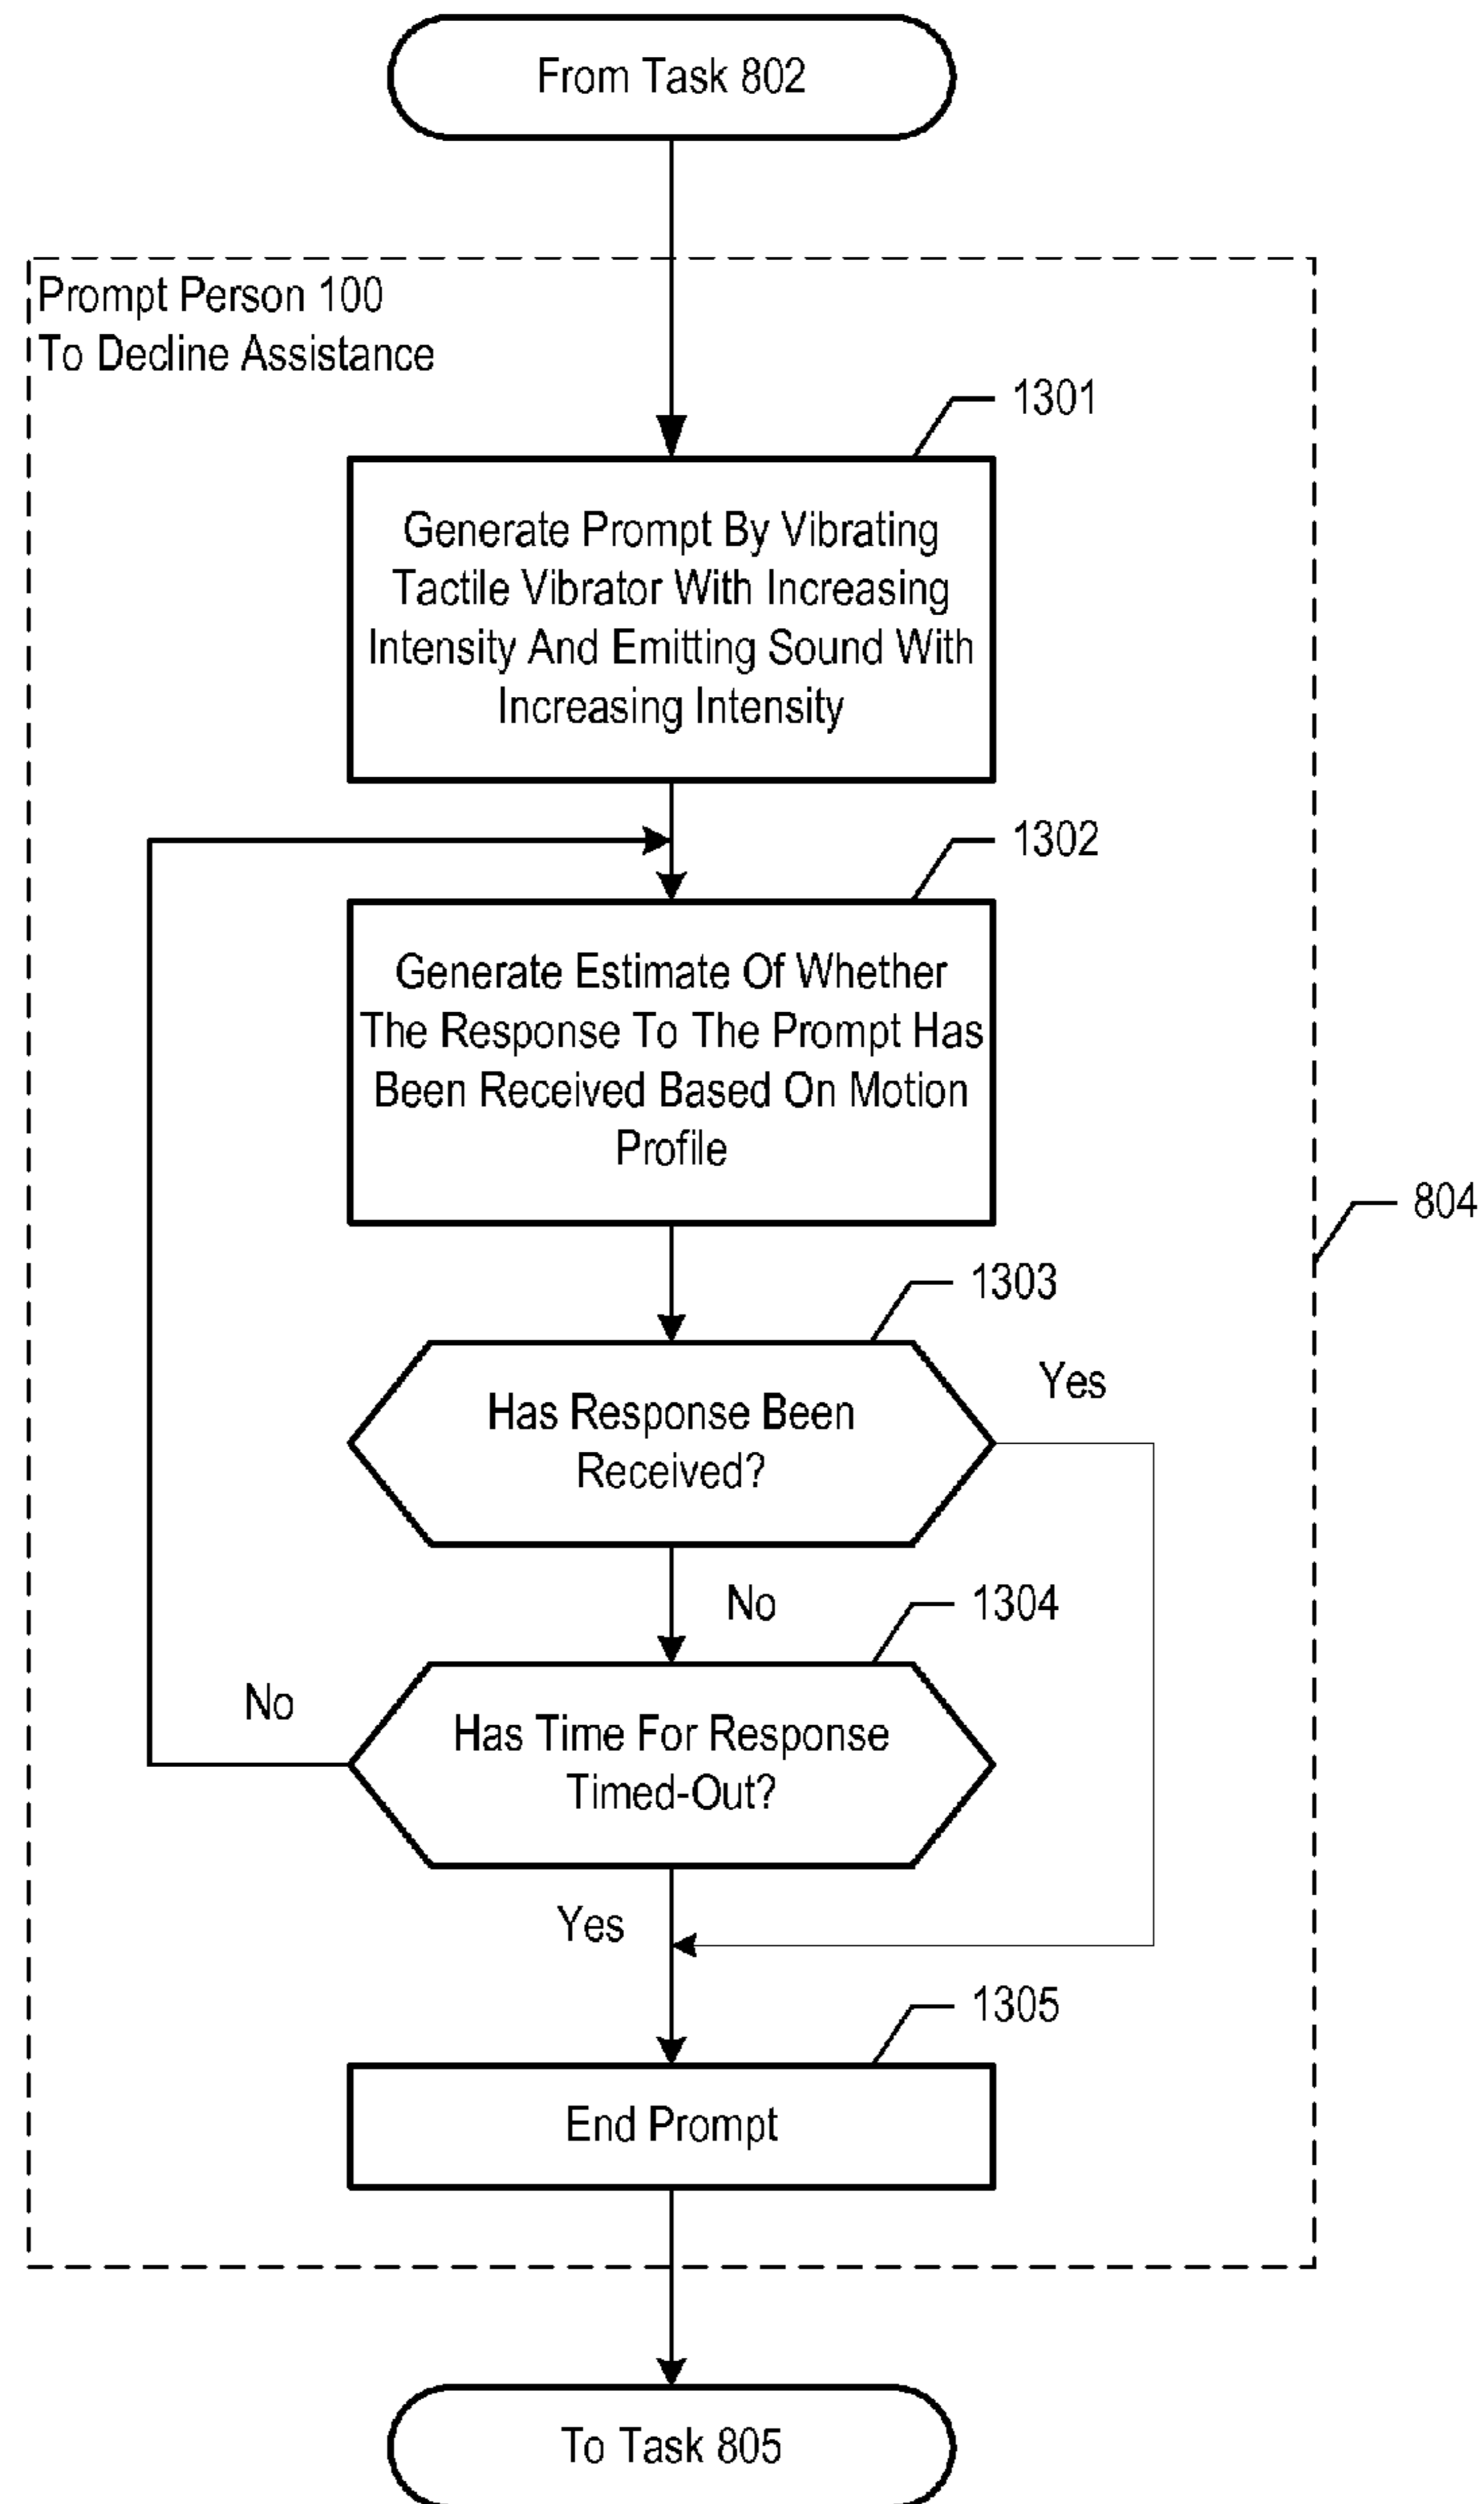 From Task 802
Prompt Person 100
To Decline Assistance
1301
Generate Prompt By Vibrating
Tactile Vibrator With Increasing
Intensity And Emitting Sound With
Increasing Intensity
1302
Generate Estimate Of Whether
The Response To The Prompt Has
Been Received Based On Motion
Profile
804
1303
Yes
Has Response Been
Received?
No
1304
No
Has Time For Response
Timed-Out?
Yes
1305
End Prompt
To Task 805